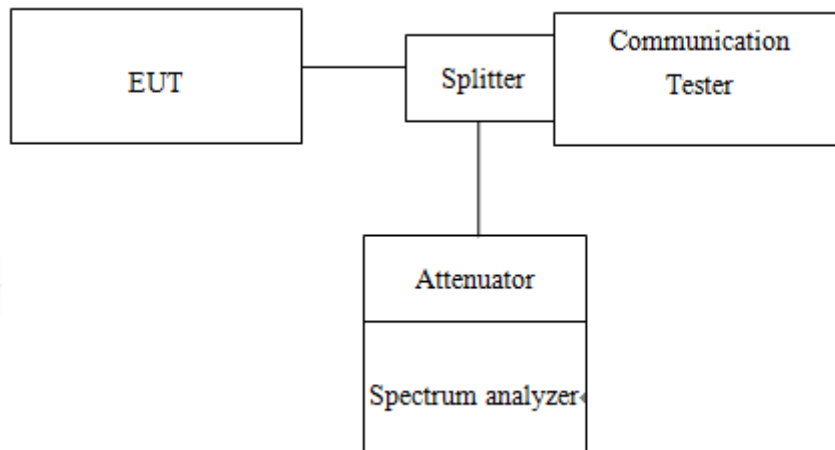 EUT
Splitter
Communication
Tester
Attenuator
Spectrum analyzer